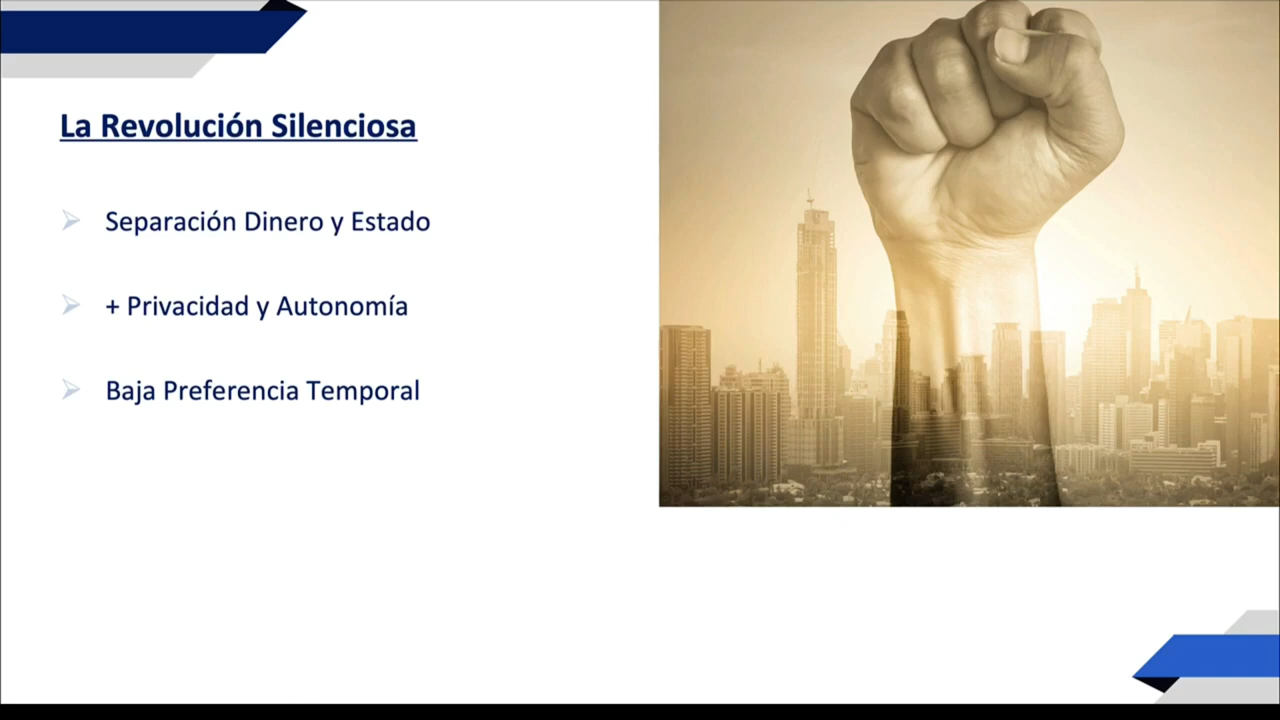 La Revolución Silenciosa
Separación Dinero y Estado
+ Privacidad y Autonomía
Baja Preferencia Temporal